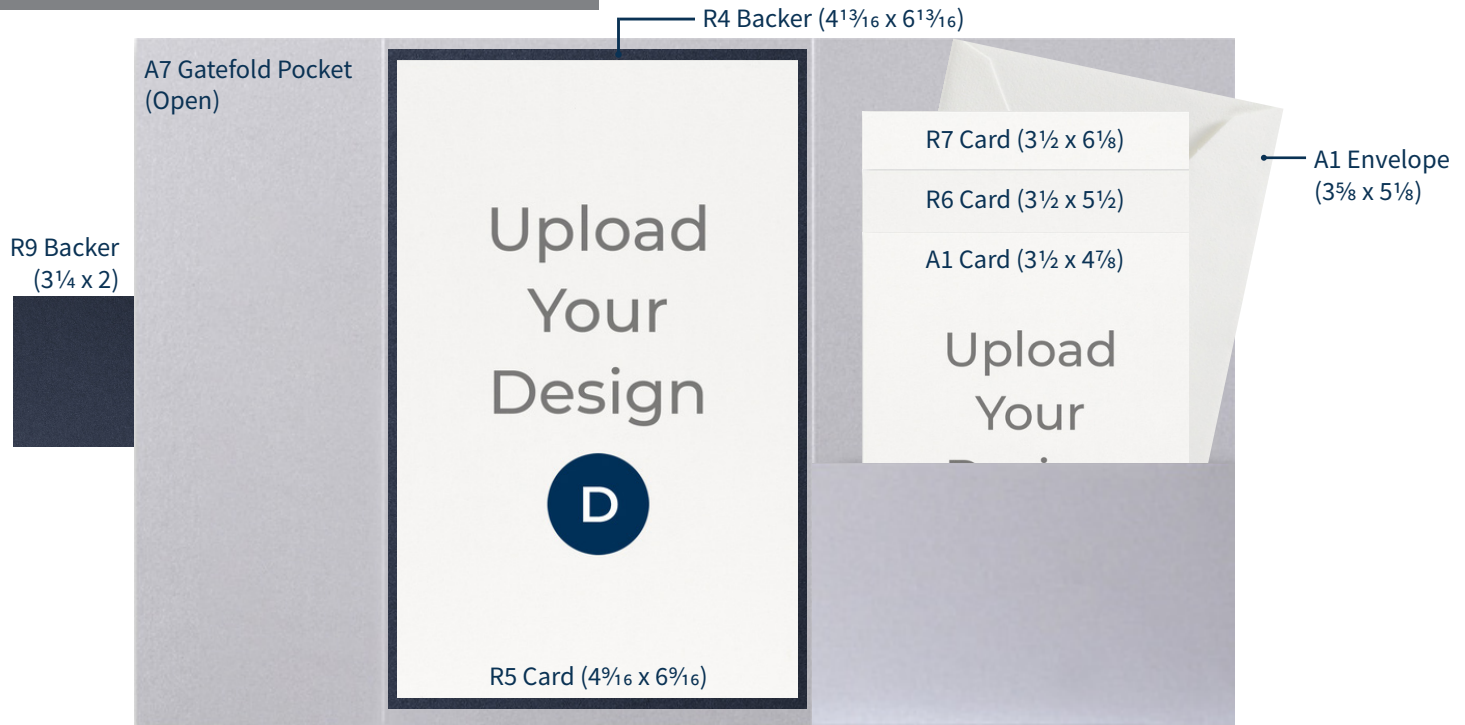 R4 Backer (4¹³⁄₁₆ x 6¹³⁄₁₆)
A7 Gatefold Pocket
(Open)
R7 Card (3½ x 6⅛)
A1 Envelope
(3⅝ x 5⅛)
R6 Card (3½ x 5½)
R9 Backer
(3¼ x 2)
A1 Card (3½ x 4⅞)
Upload
Your
Design
D
R5 Card (4⁹⁄₁₆ x 6⁹⁄₁₆)
Upload
Your